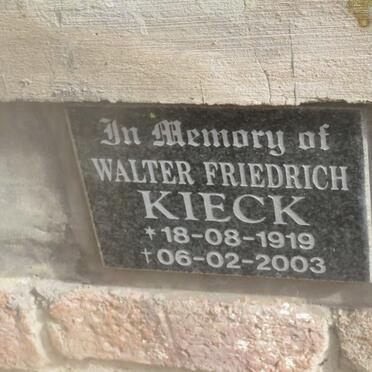 In Memory of
WALTER FRIEDRICH
KIECK
*18-08-1919
†06-02-2003